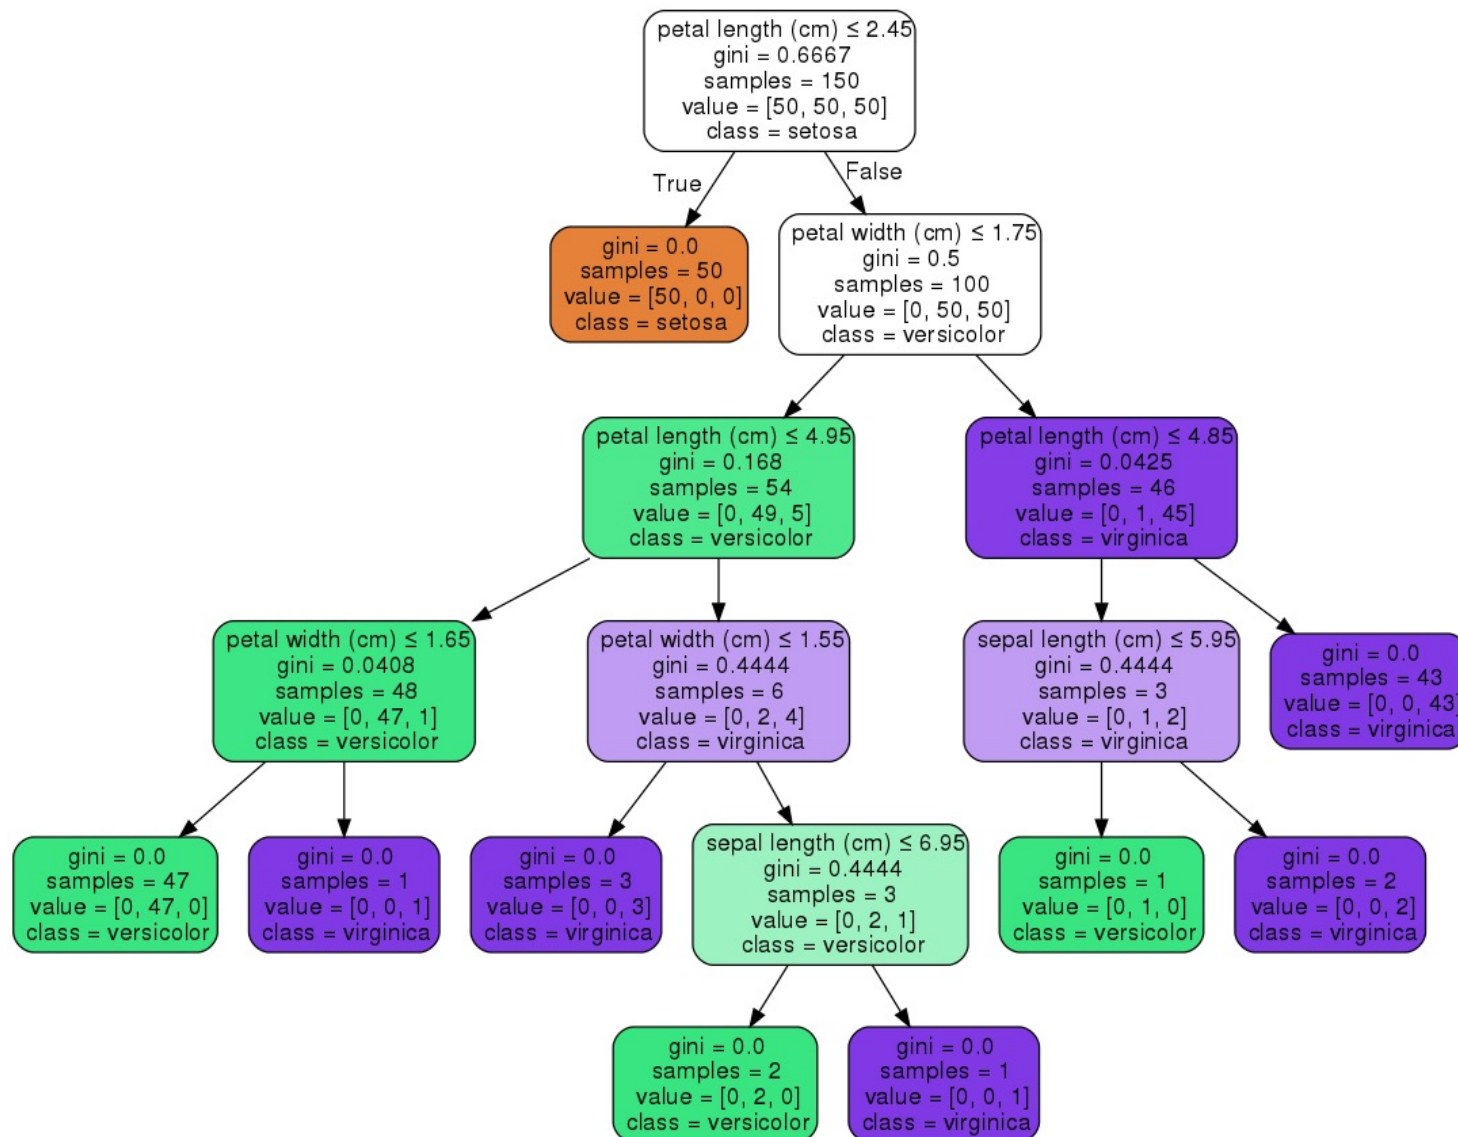 petal length (cm) ≤ 2.45
gini = 0.6667
samples = 150
value = [50, 50, 50]
class = setosa
True
False
gini = 0.0
samples = 50
value = [50, 0, 0]
class = setosa
petal width (cm) ≤ 1.75
gini = 0.5
samples = 100
value = [0, 50, 50]
class = versicolor
petal length (cm) ≤ 4.95
gini = 0.168
samples = 54
value = [0, 49, 5]
class = versicolor
petal length (cm) ≤ 4.85
gini = 0.0425
samples = 46
value = [0, 1, 45]
class = virginica
petal width (cm) ≤ 1.65
gini = 0.0408
samples = 48
value = [0, 47, 1]
class = versicolor
petal width (cm) ≤ 1.55
gini = 0.4444
samples = 6
value = [0, 2, 4]
class = virginica
sepal length (cm) ≤ 5.95
gini = 0.4444
samples = 3
value = [0, 1, 2]
class = virginica
gini = 0.0
samples = 43
value = [0, 0, 43]
class = virginica
gini = 0.0
samples = 47
value = [0, 47, 0]
class = versicolor
gini = 0.0
samples = 1
value = [0, 0, 1]
class = virginica
gini = 0.0
samples = 3
value = [0, 0, 3]
class = virginica
sepal length (cm) ≤ 6.95
gini = 0.4444
samples = 3
value = [0, 2, 1]
class = versicolor
gini = 0.0
samples = 1
value = [0, 1, 0]
class = versicolor
gini = 0.0
samples = 2
value = [0, 0, 2]
class = virginica
gini = 0.0
samples = 2
value = [0, 2, 0]
class = versicolor
gini = 0.0
samples = 1
value = [0, 0, 1]
class = virginica